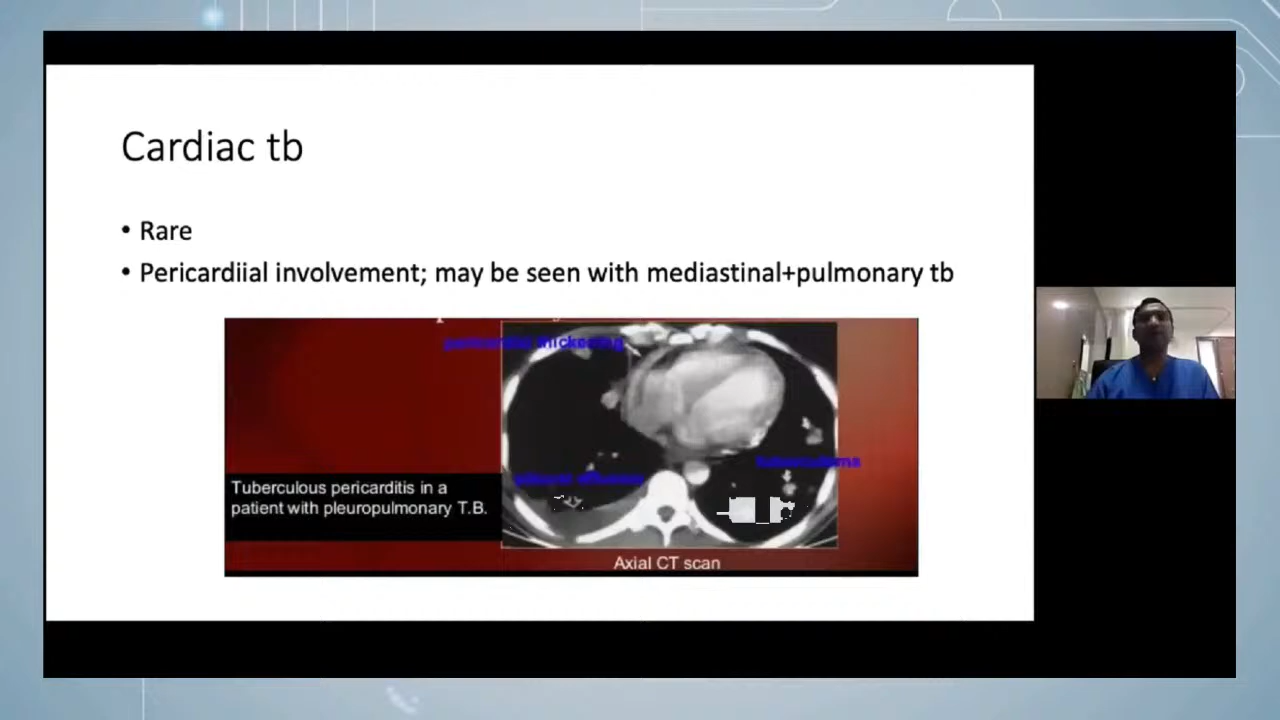 Cardiac tb
• Rare
• Pericardiial involvement; may be seen with mediastinal+pulmonary tb
thickening
Tuberculous pericarditis in a
patient with pleuropulmonary T.B.
Axial CT scan